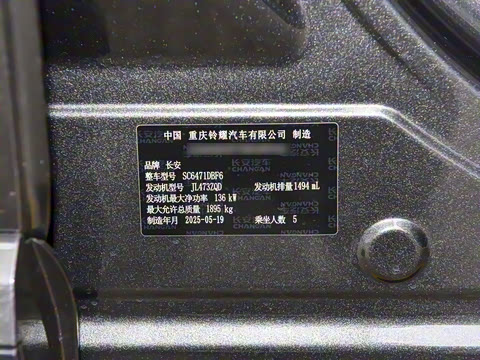 中国 重庆铃耀汽车有限公司 制造
品牌 长安
整车型号 SC6471DBF6
发动机型号 JL473ZQD 发动机排量 1494 mL
发动机最大净功率 136 kW
最大允许总质量 1895 kg
制造年月 2025-05-19 乘坐人数 5